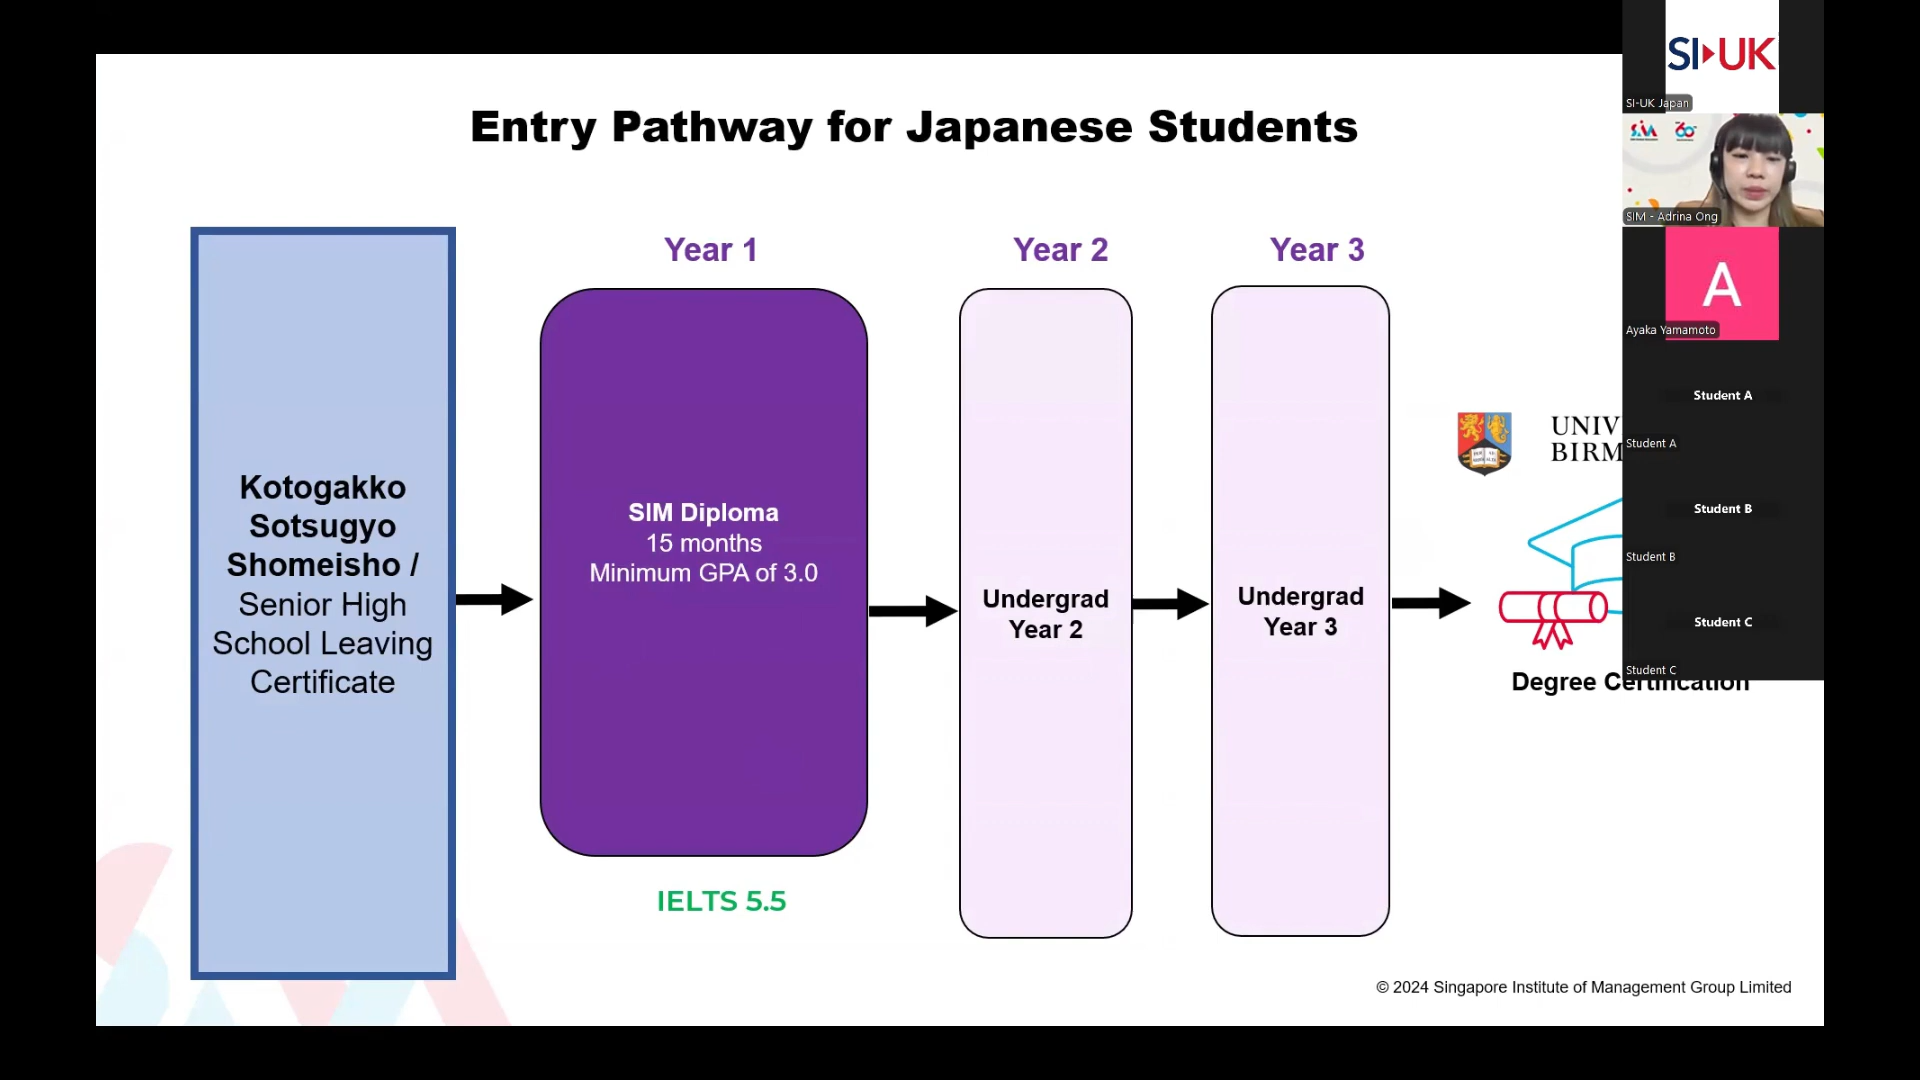 Entry Pathway for Japanese Students
Kotogakko
Sotsugyo
Shomeisho /
Senior High
School Leaving
Certificate
Year 1
SIM Diploma
15 months
Minimum GPA of 3.0
IELTS 5.5
Year 2
Undergrad
Year 2
Year 3
Undergrad
Year 3
UNIV
BIRM
Degree Certification
© 2024 Singapore Institute of Management Group Limited
SI UK
SI-UK Japan
SIM
60
SIM - Adrina Ong
A
Ayaka Yamamoto
Student A
Student A
Student B
Student B
Student C
Student C